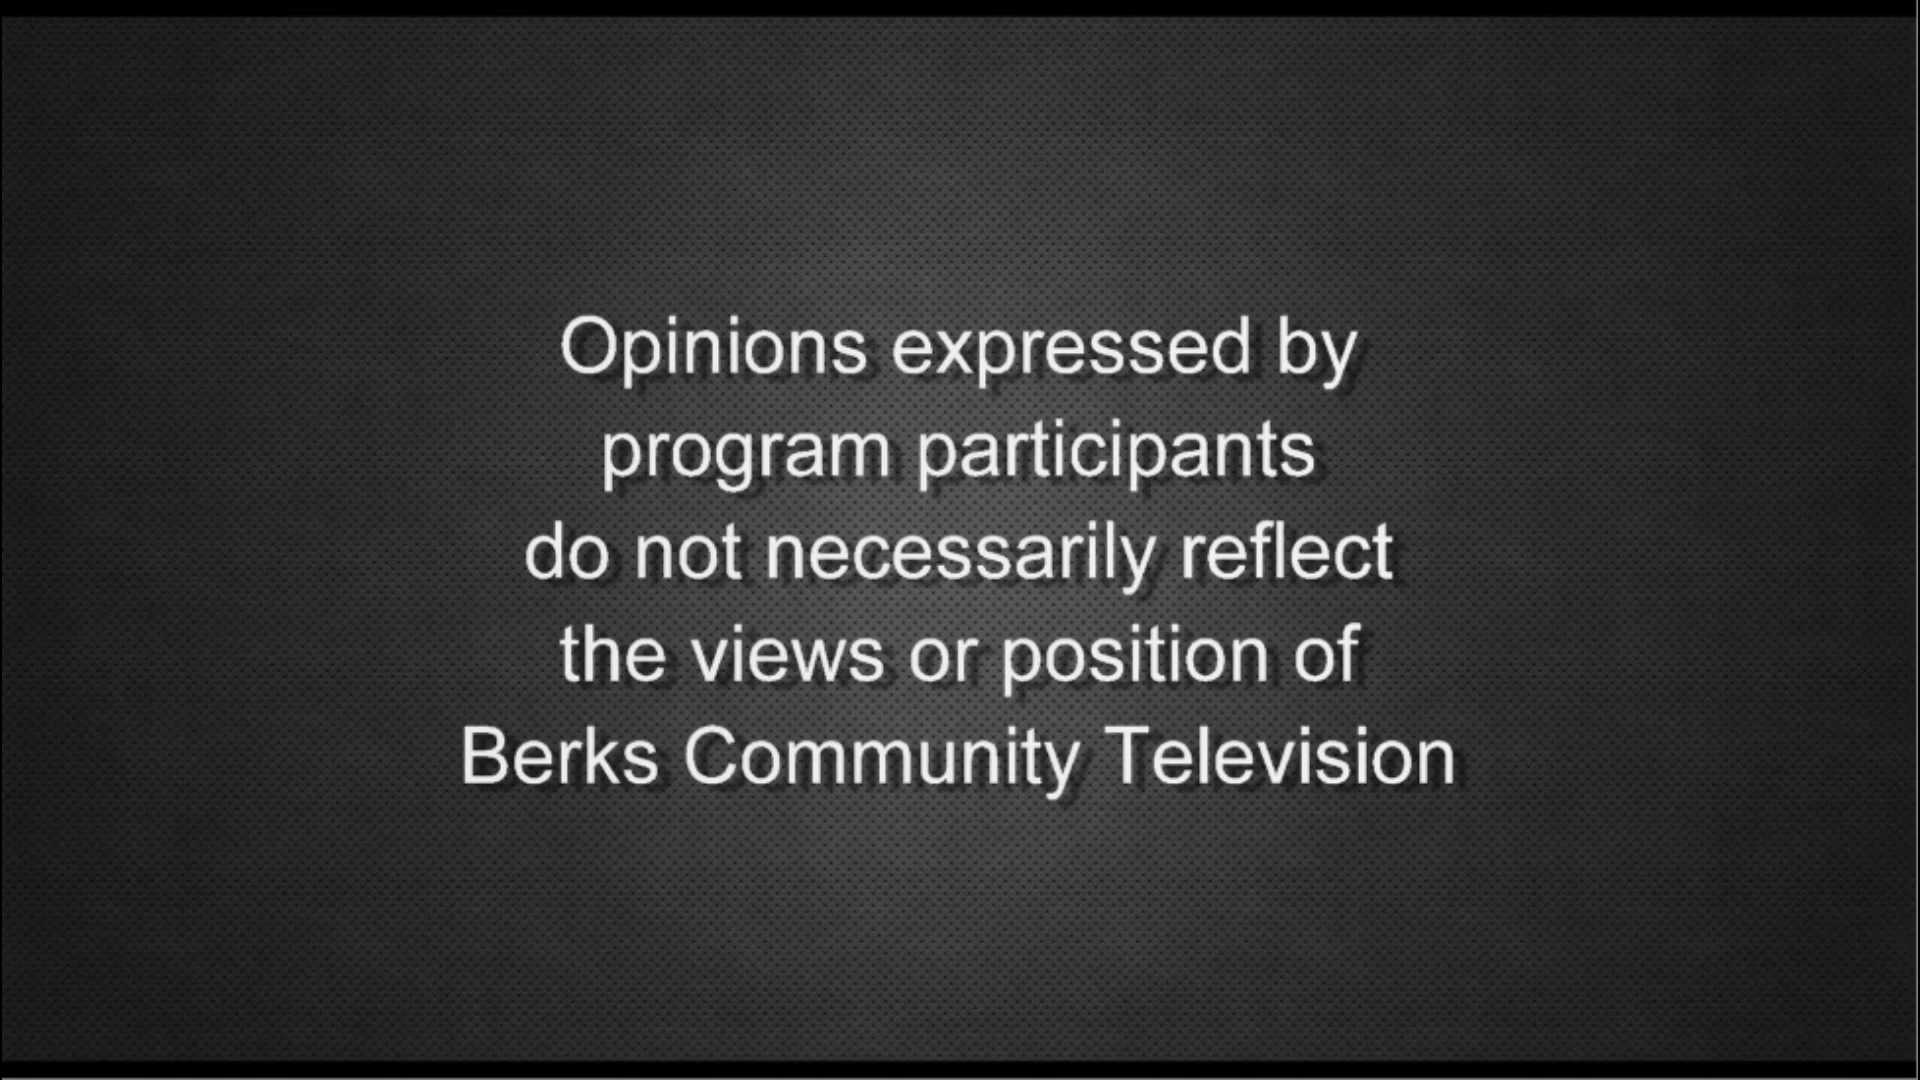 Opinions expressed by
program participants
do not necessarily reflect
the views or position of
Berks Community Television